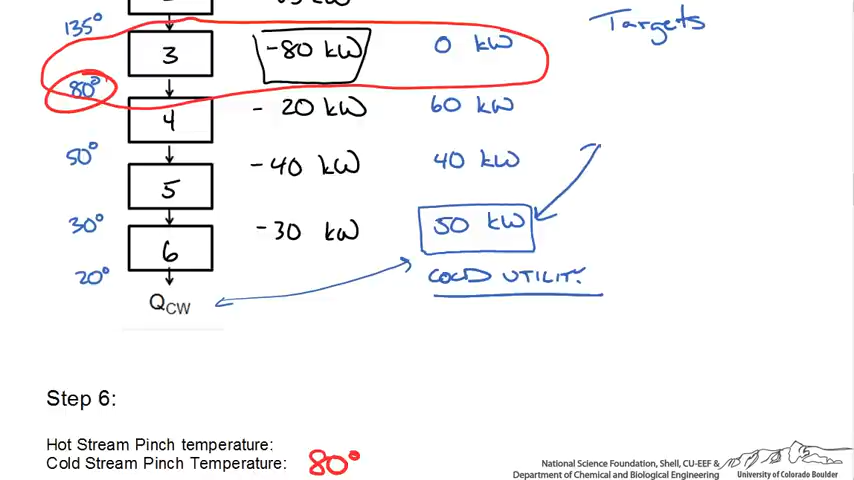 135° Targets
3 -80 kW 0 kW
80°
4 - 20 kW 60 kW
50° -40 kW 40 kW
5
30° -30 kW 50 kW
6
20° COLD UTILITY
QCW
Step 6:
Hot Stream Pinch temperature:
Cold Stream Pinch Temperature: 80°
National Science Foundation, Shell, CU-EEF &
Department of Chemical and Biological Engineering
University of Colorado Boulder